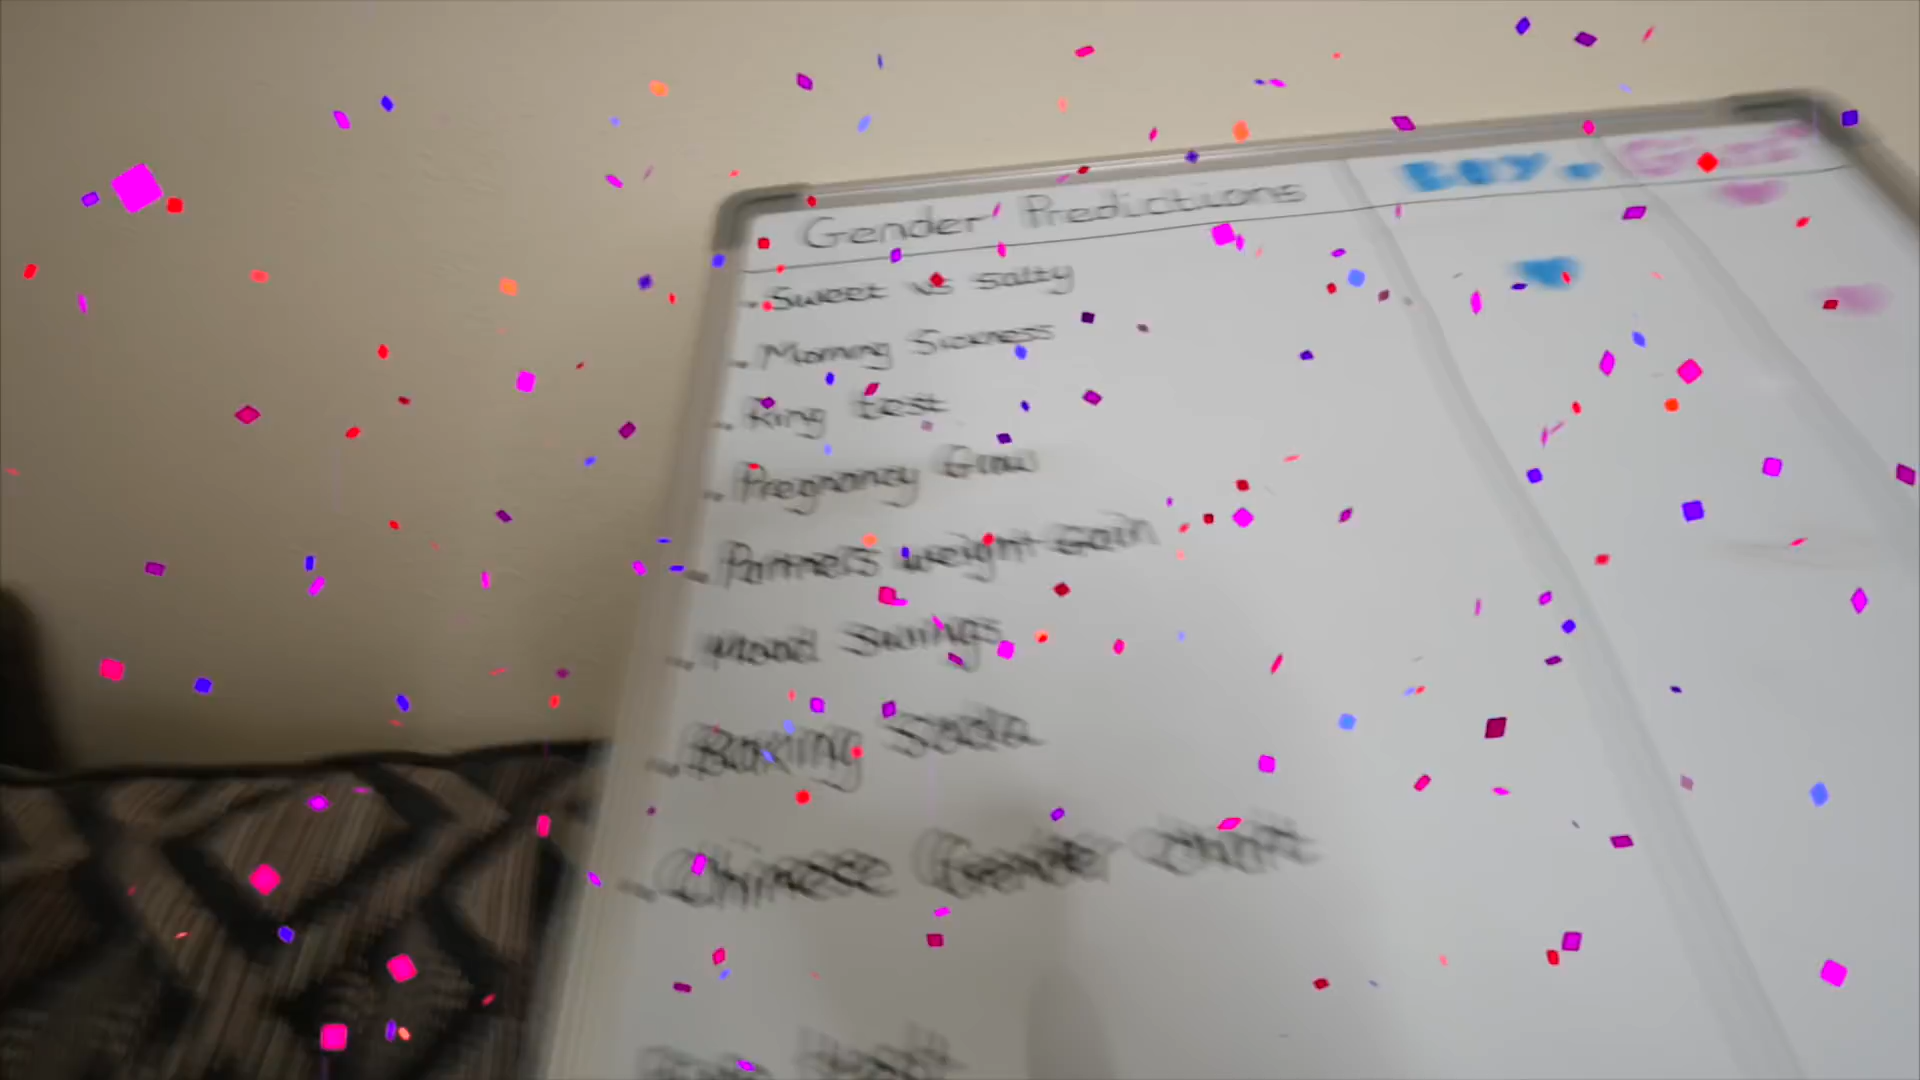 Gender Predictions
BOY
- Sweet vs salty
- Morning Sickness
- Ring test
- Pregnancy Glow
- Partners weight Gain
- Mood Swings
- Baking Soda
- Chinese Gender Chart